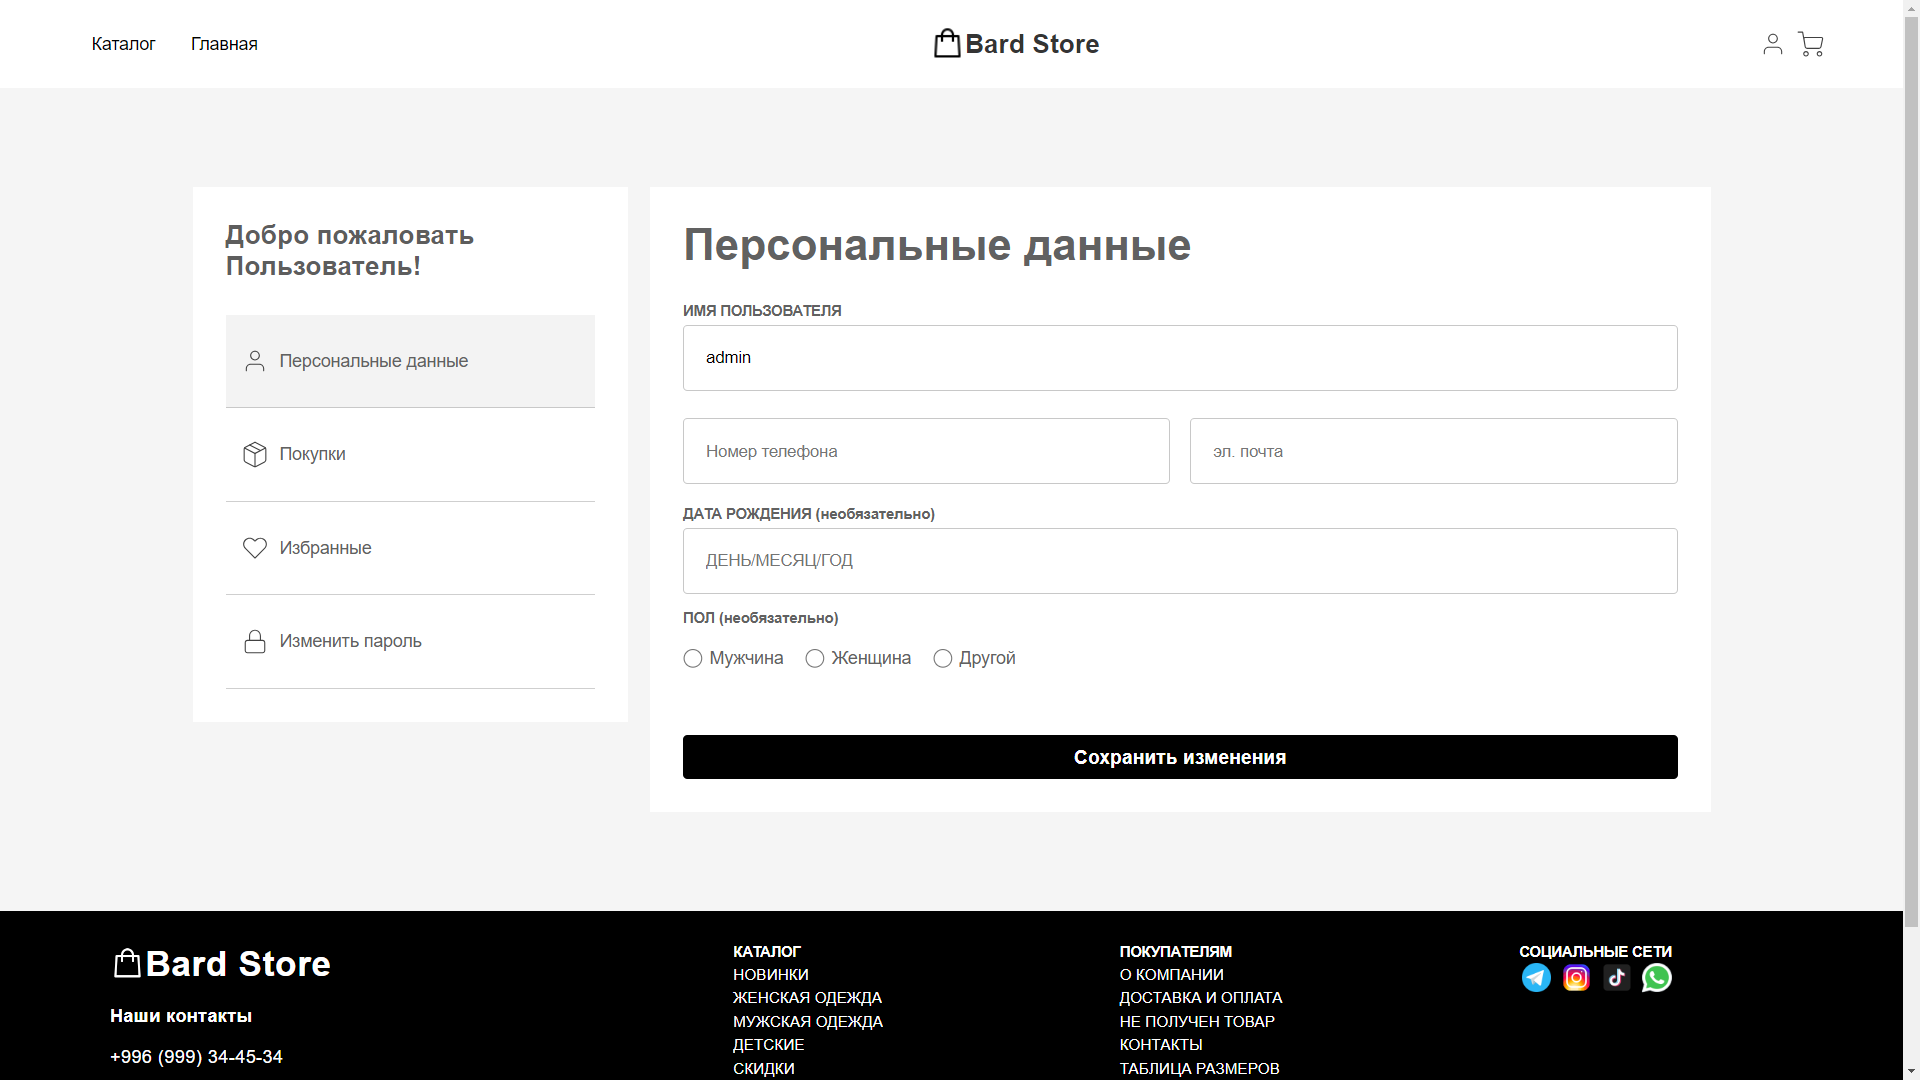 Каталог
Главная
Bard Store
Добро пожаловать
Пользователь!
Персональные данные
Покупки
Избранные
Изменить пароль
Персональные данные
ИМЯ ПОЛЬЗОВАТЕЛЯ
admin
Номер телефона
эл. почта
ДАТА РОЖДЕНИЯ (необязательно)
ДЕНЬ/МЕСЯЦ/ГОД
ПОЛ (необязательно)
Мужчина
Женщина
Другой
Сохранить изменения
Bard Store
Наши контакты
+996 (999) 34-45-34
КАТАЛОГ
НОВИНКИ
ЖЕНСКАЯ ОДЕЖДА
МУЖСКАЯ ОДЕЖДА
ДЕТСКИЕ
СКИДКИ
ПОКУПАТЕЛЯМ
О КОМПАНИИ
ДОСТАВКА И ОПЛАТА
НЕ ПОЛУЧЕН ТОВАР
КОНТАКТЫ
ТАБЛИЦА РАЗМЕРОВ
СОЦИАЛЬНЫЕ СЕТИ